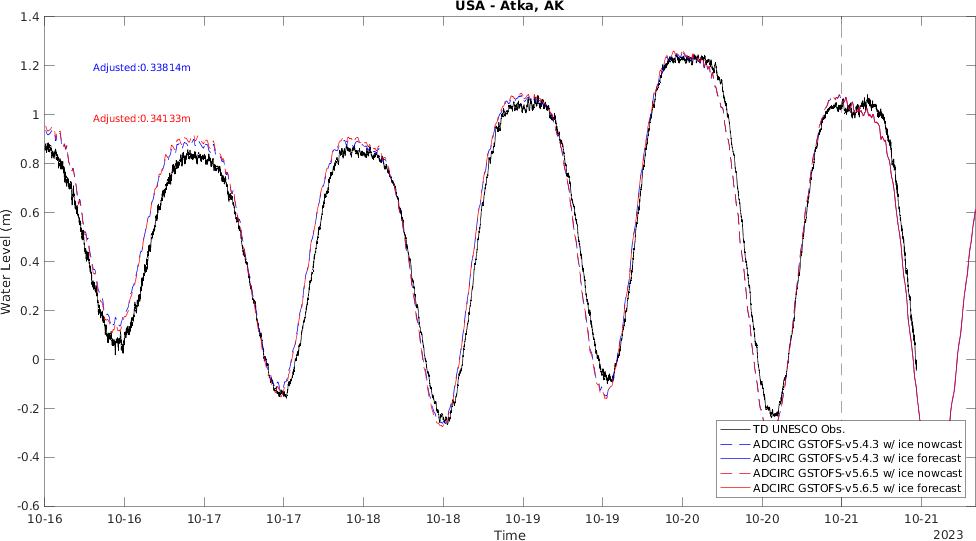 USA - Atka, AK
1.4
1.2
1
0.8
0.6
0.4
0.2
0
-0.2
-0.4
-0.6
Water Level (m)
Adjusted:0.33814m
Adjusted:0.34133m
TD UNESCO Obs.
ADCIRC GSTOFS-v5.4.3 w/ ice nowcast
ADCIRC GSTOFS-v5.4.3 w/ ice forecast
ADCIRC GSTOFS-v5.6.5 w/ ice nowcast
ADCIRC GSTOFS-v5.6.5 w/ ice forecast
10-16 10-16 10-17 10-17 10-18 10-18 10-19 10-19 10-20 10-20 10-21 10-21
Time
2023